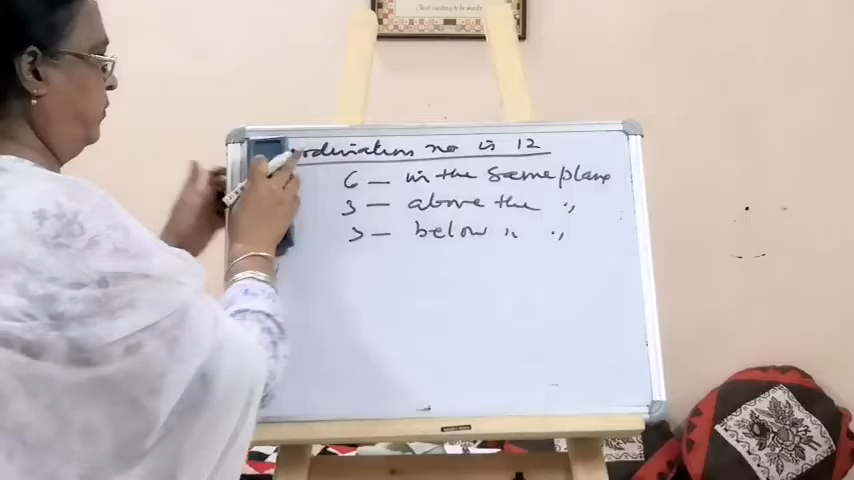 ordination no is 12
6 — in the same plane
3 — above the ",
3 — below " ",